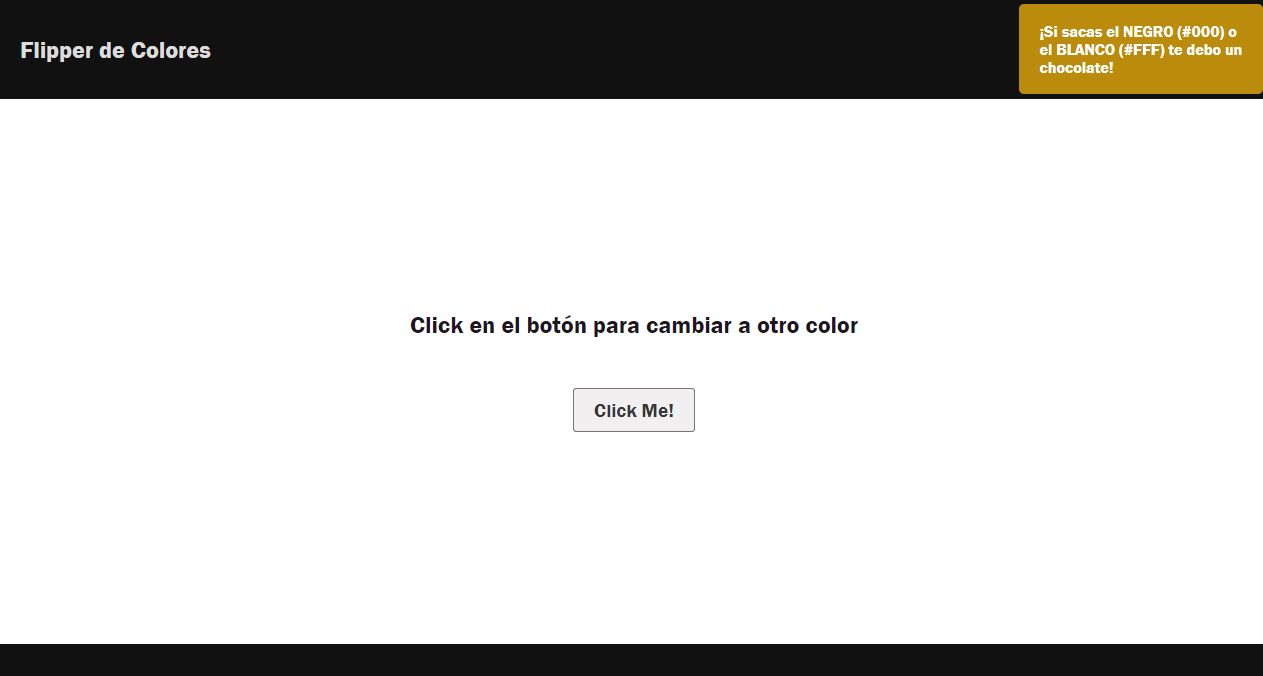 Flipper de Colores
¡Si sacas el NEGRO (#000) o
el BLANCO (#FFF) te debo un
chocolate!
Click en el botón para cambiar a otro color
Click Me!